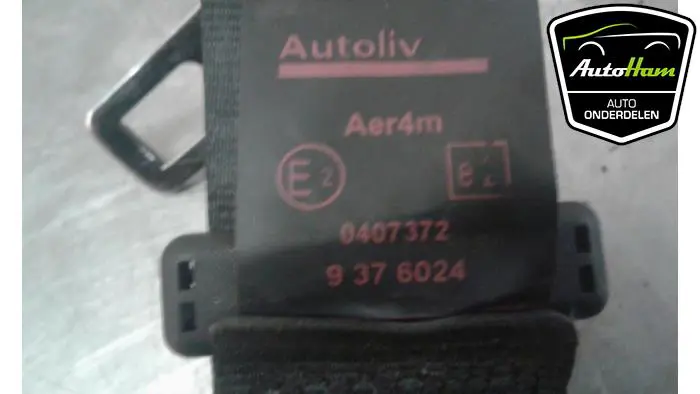 Autoliv
Aer4m
E2
0407372
9 37 6024
AutoHam
AUTO
ONDERDELEN